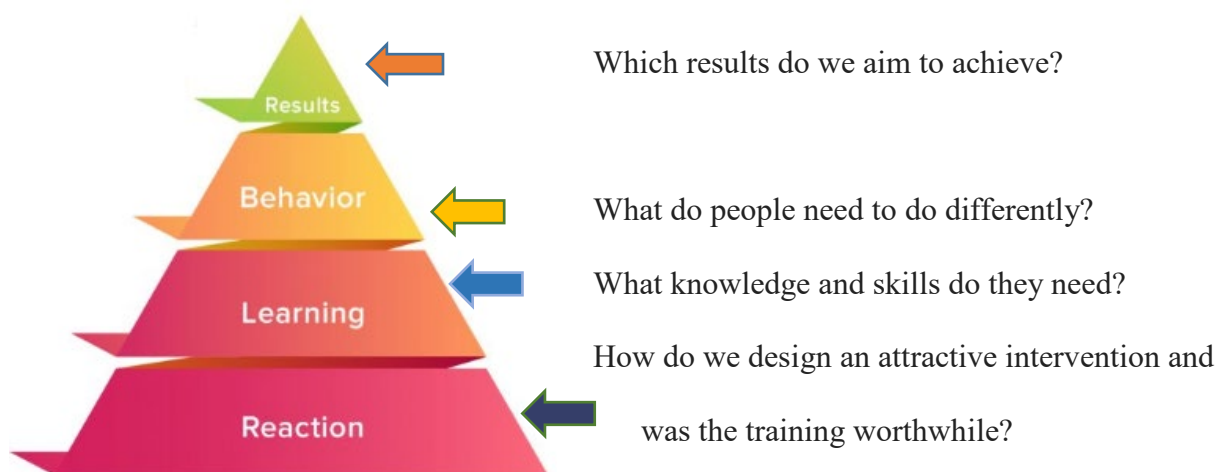 Which results do we aim to achieve?
Results
Behavior
What do people need to do differently?
What knowledge and skills do they need?
Learning
How do we design an attractive intervention and
was the training worthwhile?
Reaction